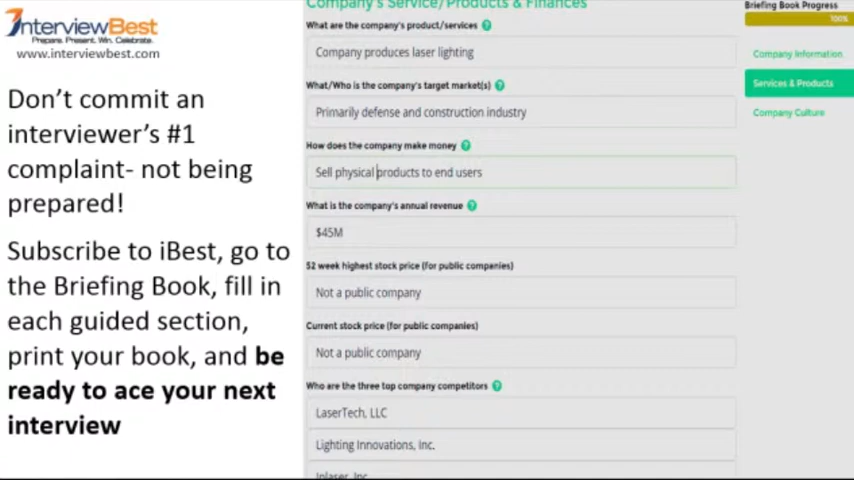 InterviewBest
Prepare. Present. Win. Celebrate.
www.interviewbest.com
Don't commit an
interviewer's #1
complaint- not being
prepared!
Subscribe to iBest, go to
the Briefing Book, fill in
each guided section,
print your book, and be
ready to ace your next
interview
Company's Service/Products & Finances
What are the company's product/services
Company produces laser lighting
What/Who is the company's target market(s)
Primarily defense and construction industry
How does the company make money
Sell physical products to end users
What is the company's annual revenue
$45M
52 week highest stock price (for public companies)
Not a public company
Current stock price (for public companies)
Not a public company
Who are the three top company competitors
LaserTech, LLC
Lighting Innovations, Inc.
Inlaser, Inc.
Briefing Book Progress
100%
Company Information
Services & Products
Company Culture